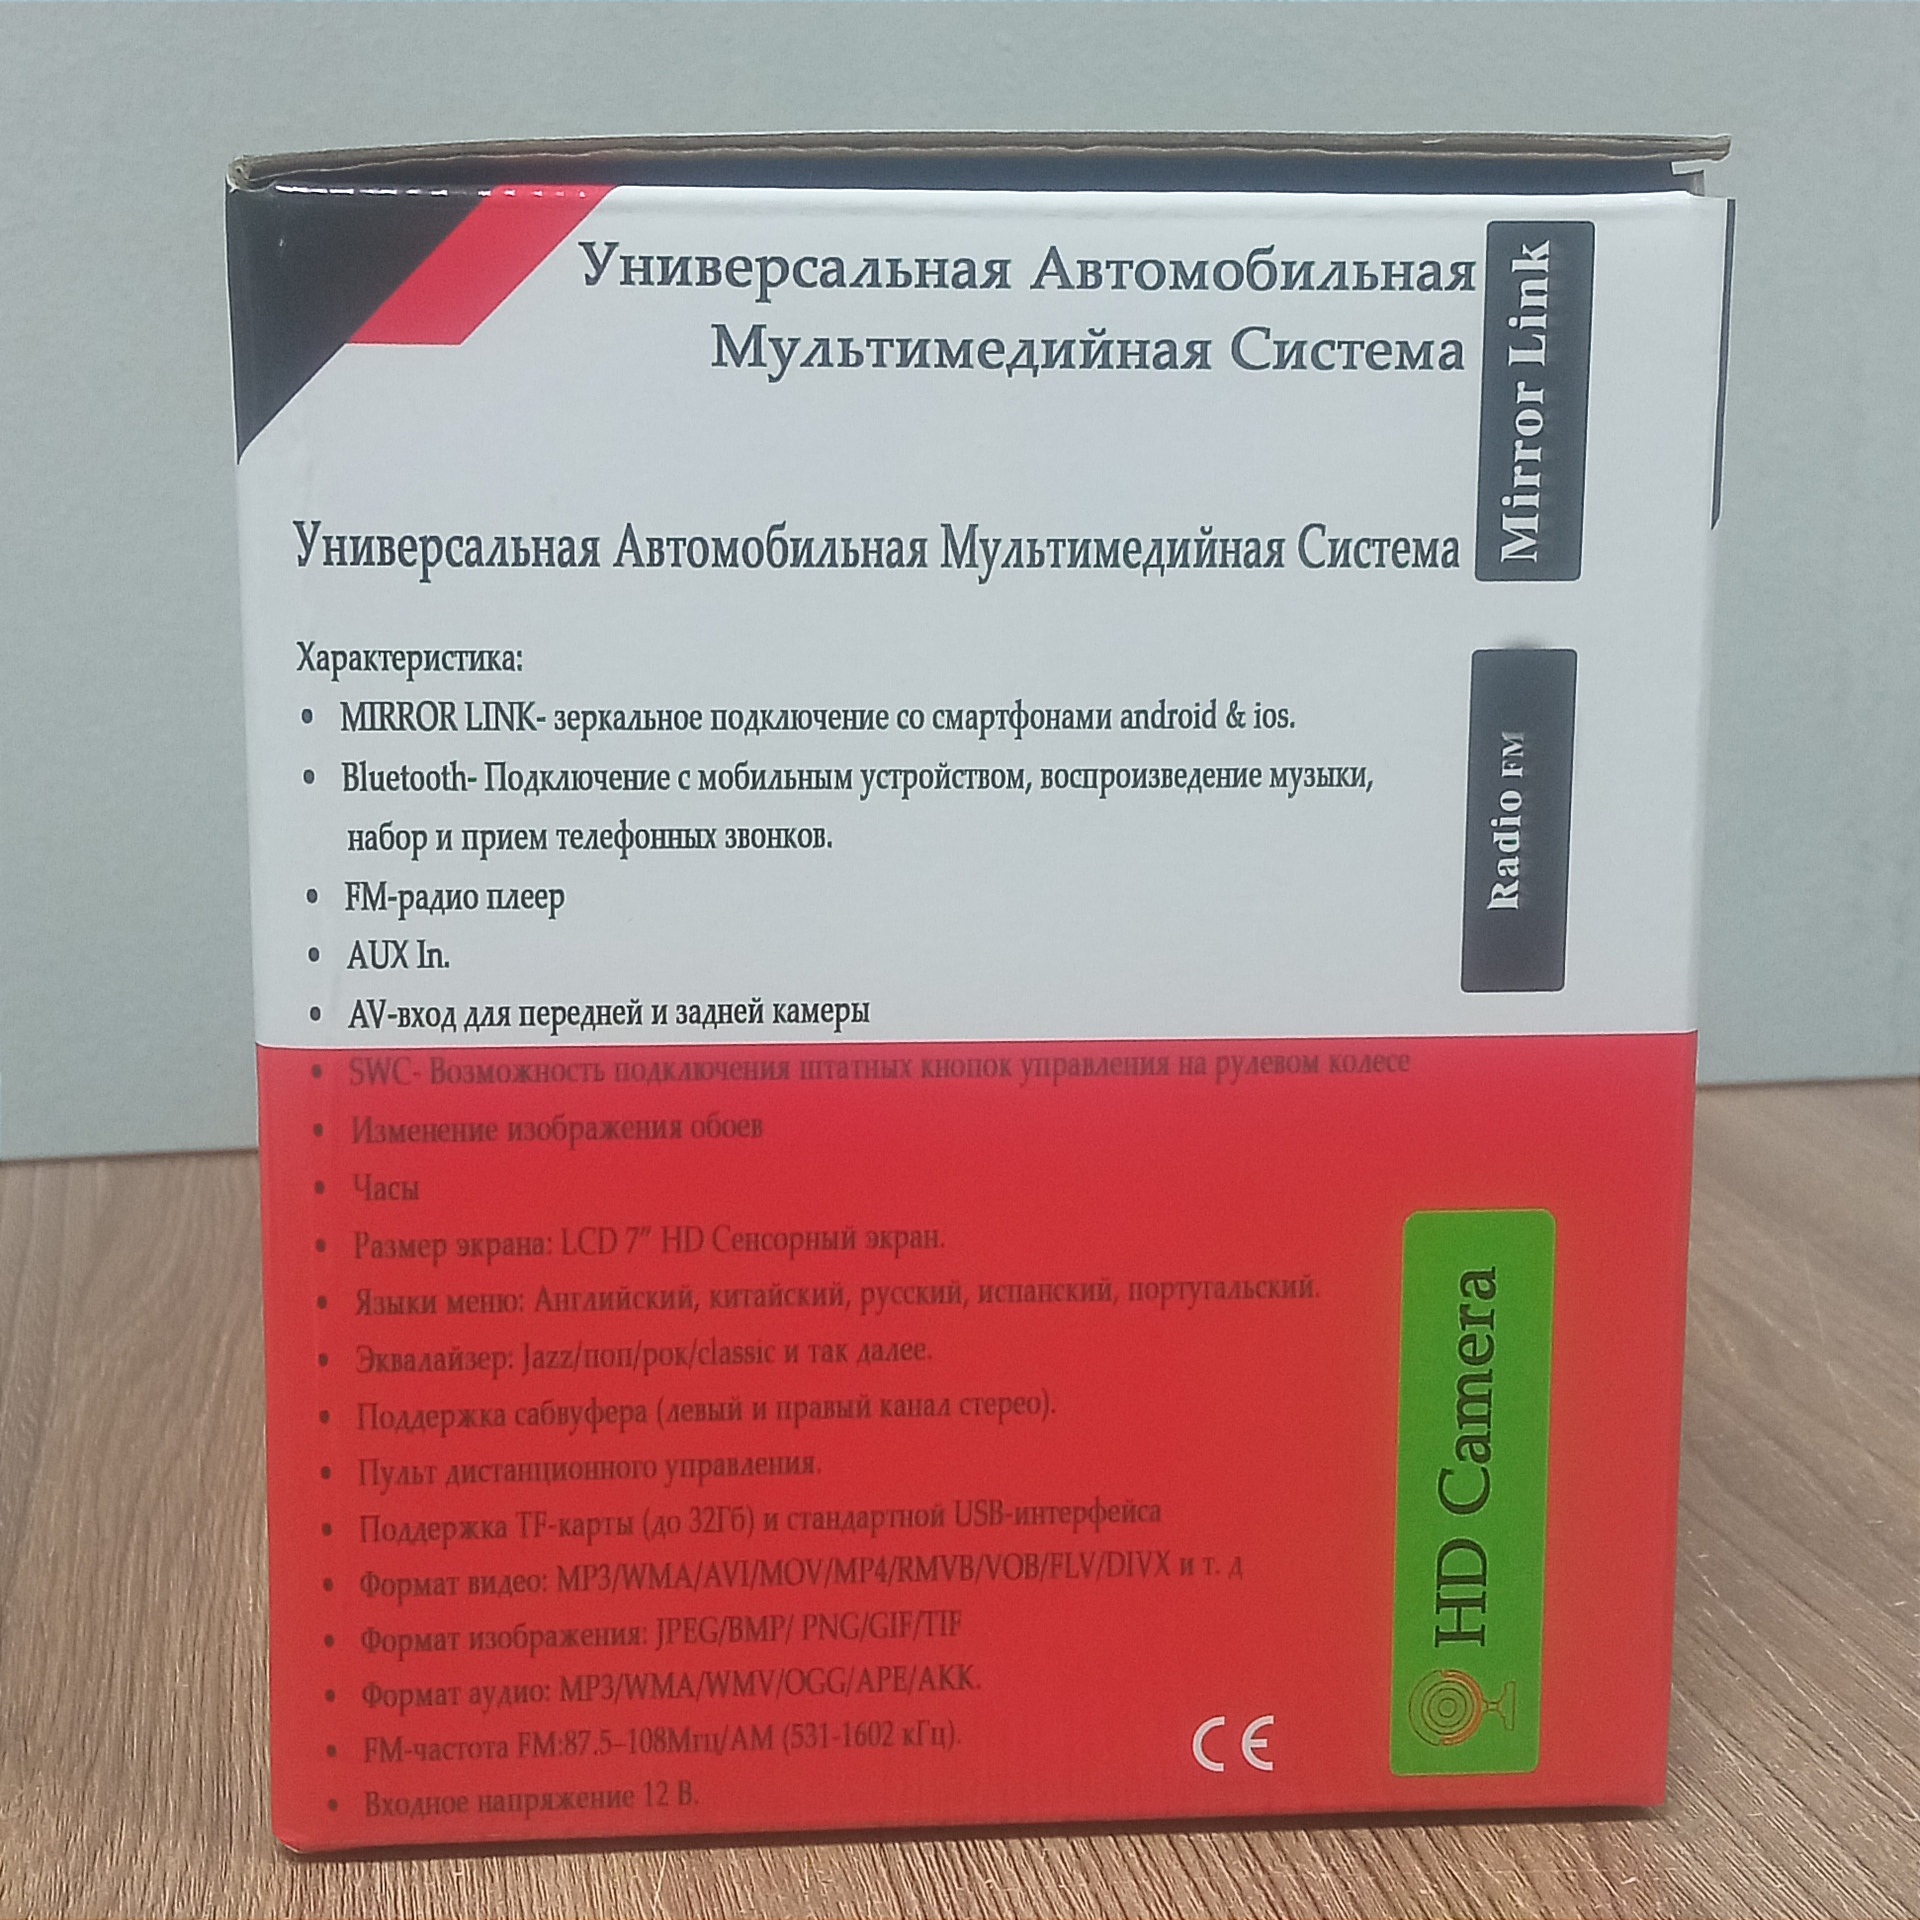 Универсальная Автомобильная
Мультимедийная Система
Mirror Link
Универсальная Автомобильная Мультимедийная Система
Характеристика:
• MIRROR LINK- зеркальное подключение со смартфонами android & ios.
• Bluetooth- Подключение с мобильным устройством, воспроизведение музыки,
набор и прием телефонных звонков.
• FM-радио плеер
• AUX In.
• AV-вход для передней и задней камеры
Radio FM
• SWC- Возможность подключения штатных кнопок управления на рулевом колесе
• Изменение изображения обоев
• Часы
• Размер экрана: LCD 7” HD Сенсорный экран.
• Языки меню: Английский, китайский, русский, испанский, португальский.
• Эквалайзер: Jazz/поп/рок/classic и так далее.
• Поддержка сабвуфера (левый и правый канал стерео).
• Пульт дистанционного управления.
• Поддержка TF-карты (до 32Гб) и стандартной USB-интерфейса
• Формат видео: MP3/WMA/AVI/MOV/MP4/RMVB/VOB/FLV/DIVX и т. д
• Формат изображения: JPEG/BMP/ PNG/GIF/TIF
• Формат аудио: MP3/WMA/WMV/OGG/APE/AKK.
• FM-частота FM:87.5–108Мгц/AM (531-1602 кГц).
• Входное напряжение 12 В.
HD Camera
CE